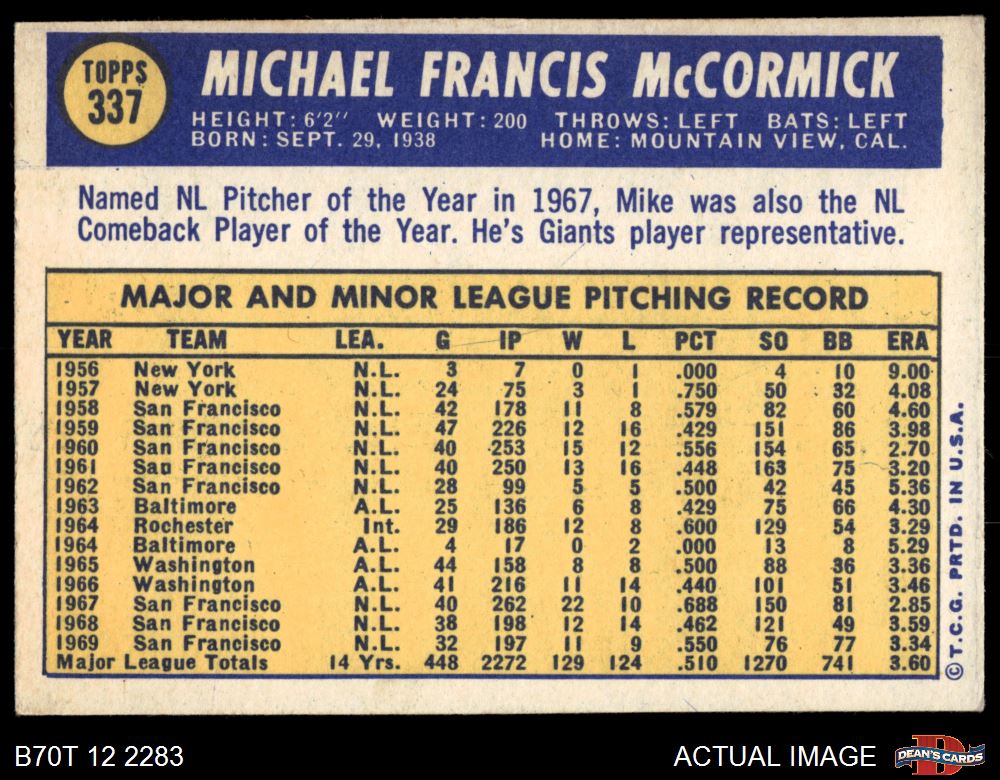 TOPPS
337
MICHAEL FRANCIS McCORMICK
HEIGHT: 6'2" WEIGHT: 200 THROWS: LEFT BATS: LEFT
BORN: SEPT. 29, 1938 HOME: MOUNTAIN VIEW, CAL.
Named NL Pitcher of the Year in 1967, Mike was also the NL
Comeback Player of the Year. He's Giants player representative.
MAJOR AND MINOR LEAGUE PITCHING RECORD
YEAR TEAM LEA. G IP W L PCT SO BB ERA
1956 New York N.L. 3 7 0 1 .000 4 10 9.00
1957 New York N.L. 24 75 3 1 .750 50 32 4.08
1958 San Francisco N.L. 42 178 11 8 .579 82 60 4.60
1959 San Francisco N.L. 47 226 12 16 .429 151 86 3.98
1960 San Francisco N.L. 40 253 15 12 .556 154 65 2.70
1961 San Francisco N.L. 40 250 13 16 .448 163 75 3.20
1962 San Francisco N.L. 28 99 5 5 .500 42 45 5.36
1963 Baltimore A.L. 25 136 6 8 .429 75 66 4.30
1964 Rochester Int. 29 186 12 8 .600 129 54 3.29
1964 Baltimore A.L. 4 17 0 2 .000 13 8 5.29
1965 Washington A.L. 44 158 8 8 .500 88 36 3.36
1966 Washington A.L. 41 216 11 14 .440 101 51 3.46
1967 San Francisco N.L. 40 262 22 10 .688 150 81 2.85
1968 San Francisco N.L. 38 198 12 14 .462 121 49 3.59
1969 San Francisco N.L. 32 197 11 9 .550 76 77 3.34
Major League Totals 14 Yrs. 448 2272 129 124 .510 1270 741 3.60
© T.C.G. PRTD. IN U.S.A.
B70T 12 2283
ACTUAL IMAGE
D
DEAN'S CARDS